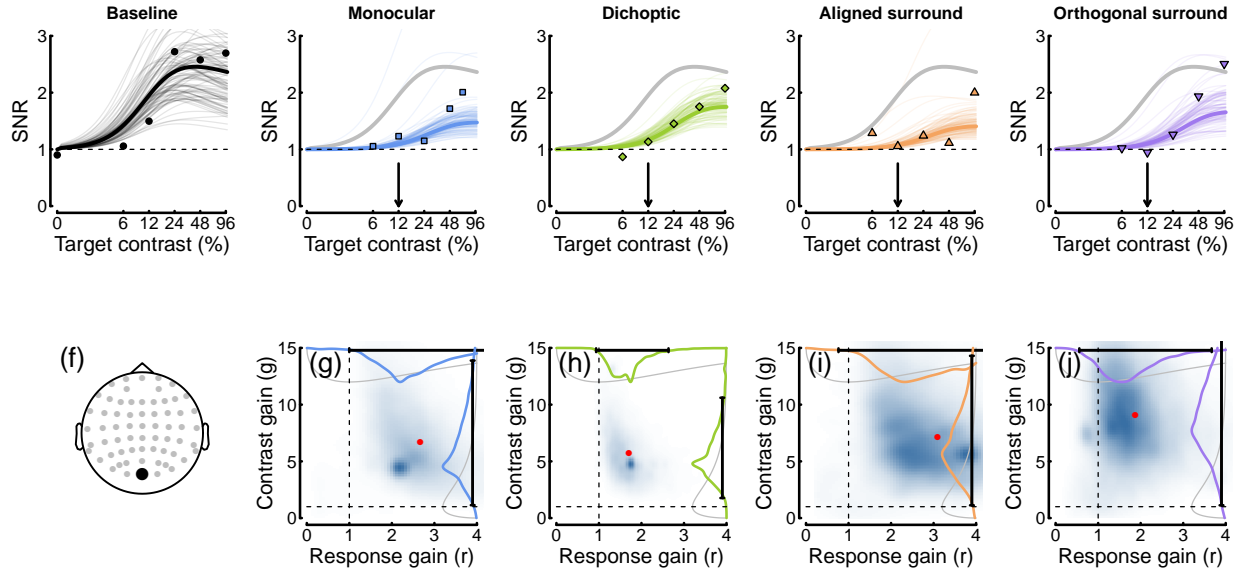 Baseline
Monocular
Dichoptic
Aligned surround
Orthogonal surround
SNR
3
2
1
0
0 6 12 24 48 96
Target contrast (%)
SNR
3
2
1
0
0 6 12 24 48 96
Target contrast (%)
SNR
3
2
1
0
0 6 12 24 48 96
Target contrast (%)
SNR
3
2
1
0
0 6 12 24 48 96
Target contrast (%)
SNR
3
2
1
0
0 6 12 24 48 96
Target contrast (%)
(f)
(g)
Contrast gain (g)
15
10
5
0
0 1 2 3 4
Response gain (r)
(h)
Contrast gain (g)
15
10
5
0
0 1 2 3 4
Response gain (r)
(i)
Contrast gain (g)
15
10
5
0
0 1 2 3 4
Response gain (r)
(j)
Contrast gain (g)
15
10
5
0
0 1 2 3 4
Response gain (r)